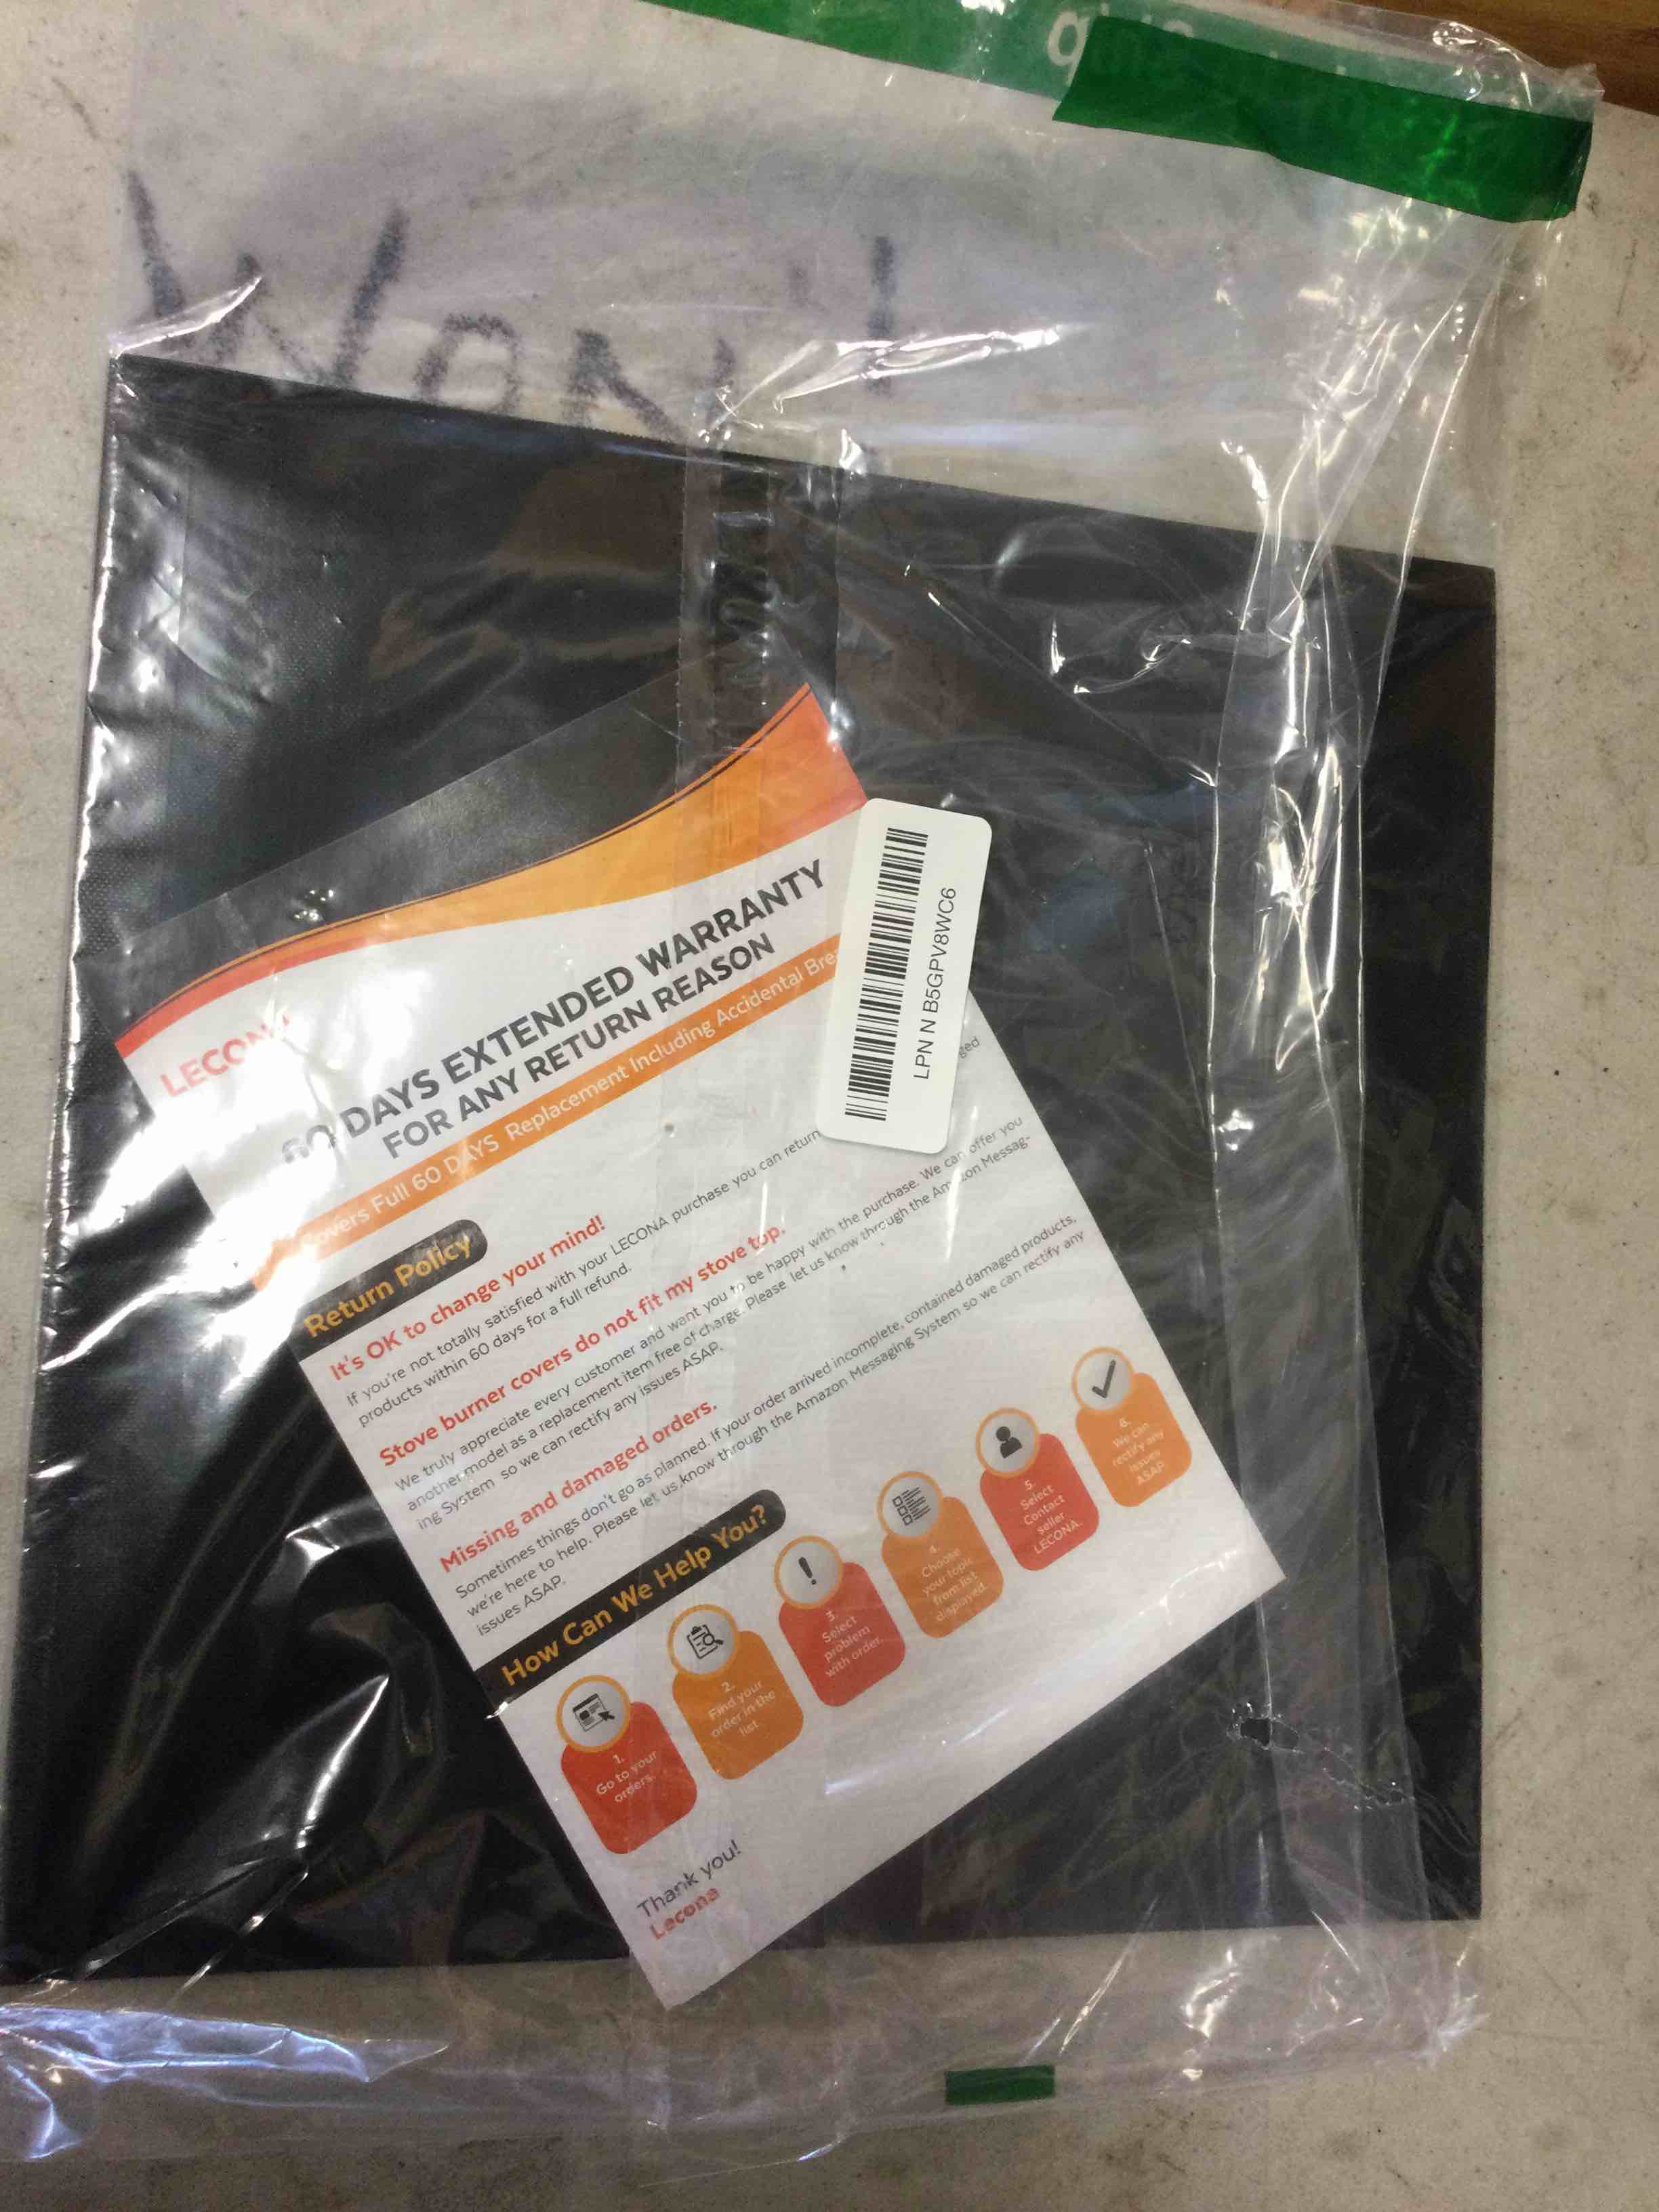 Won't
LECONA
60 DAYS EXTENDED WARRANTY
FOR ANY RETURN REASON
Covers Full 60 DAYS Replacement Including Accidental Bre
LPN N B5GPV8WC6
Return Policy
It's OK to change your mind!
If you're not totally satisfied with your LECONA purchase you can return
ged
products within 60 days for a full refund.
Stove burner covers do not fit my stove top.
We truly appreciate every customer and want you to be happy with the purchase. We can offer you
another model as a replacement item free of charge. Please let us know through the Amazon Messag-
ing System so we can rectify any issues ASAP.
Missing and damaged orders.
Sometimes things don't go as planned. If your order arrived incomplete, contained damaged products,
we're here to help. Please let us know through the Amazon Messaging System so we can rectify any
issues ASAP.
How Can We Help You?
1.
Go to your
orders.
2.
Find your
order in the
list
3.
Select
problem
with order.
4.
Choose
your topic
from list
displayed.
5.
Select
Contact
seller
LECONA.
6.
We can
rectify any
issues
ASAP
Thank you!
Lecona